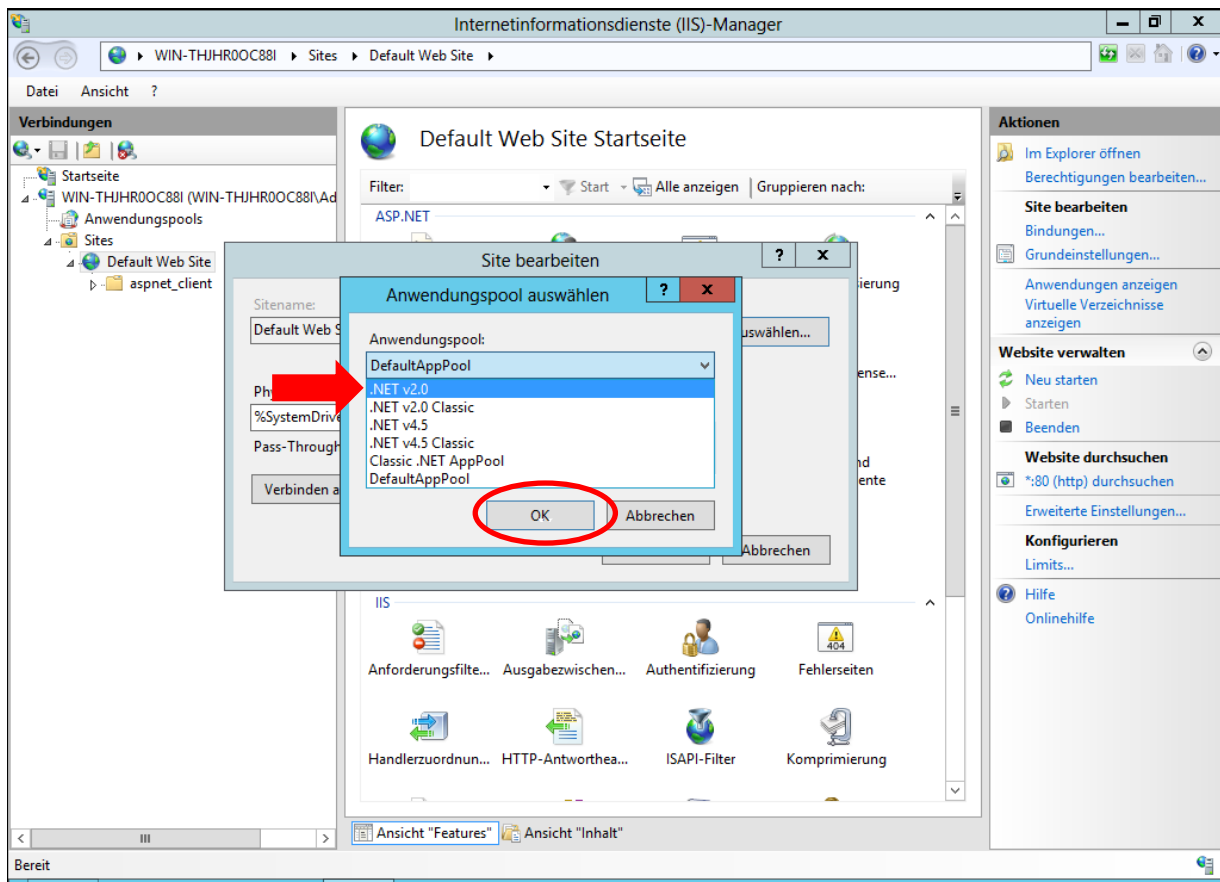 Internetinformationsdienste (IIS)-Manager
WIN-THJHR0OC88I Sites Default Web Site
Datei Ansicht ?
Verbindungen
Startseite
WIN-THJHR0OC88I (WIN-THJHR0OC88I\Ad
Anwendungspools
Sites
Default Web Site
aspnet_client
Default Web Site Startseite
Filter: Start Alle anzeigen Gruppieren nach:
ASP.NET
ierung
ense...
nd
ente
Site bearbeiten ? x
Sitename:
Default Web S
uswählen...
Phy
%SystemDrive
Pass-Through
Verbinden a
Abbrechen
Anwendungspool auswählen ? x
Anwendungspool:
DefaultAppPool
.NET v2.0
.NET v2.0 Classic
.NET v4.5
.NET v4.5 Classic
Classic .NET AppPool
DefaultAppPool
OK Abbrechen
IIS
Anforderungsfilte... Ausgabezwischen... Authentifizierung Fehlerseiten
404
Handlerzuordnun... HTTP-Antworthea... ISAPI-Filter Komprimierung
Ansicht "Features" Ansicht "Inhalt"
Aktionen
Im Explorer öffnen
Berechtigungen bearbeiten...
Site bearbeiten
Bindungen...
Grundeinstellungen...
Anwendungen anzeigen
Virtuelle Verzeichnisse
anzeigen
Website verwalten
Neu starten
Starten
Beenden
Website durchsuchen
*:80 (http) durchsuchen
Erweiterte Einstellungen...
Konfigurieren
Limits...
Hilfe
Onlinehilfe
Bereit